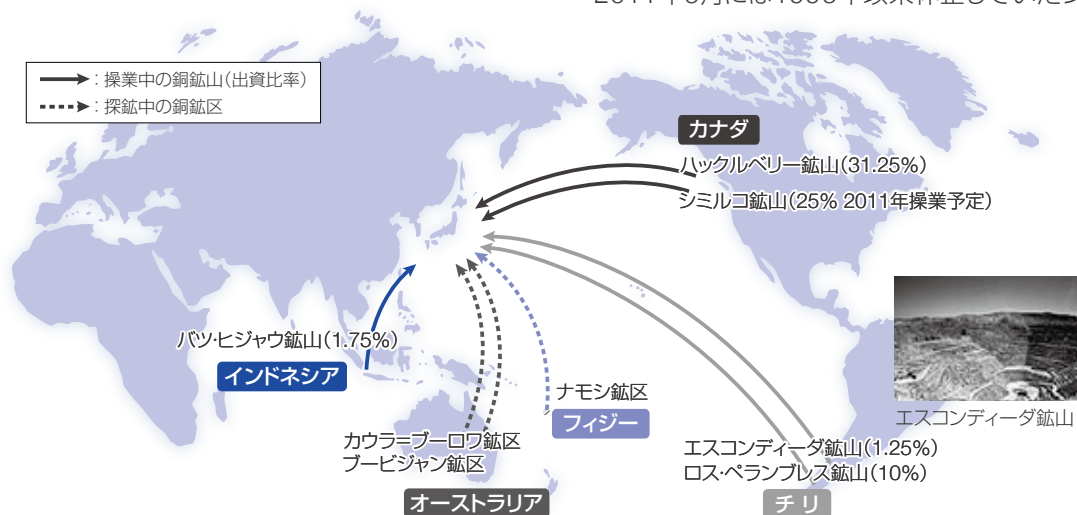 ：操業中の銅鉱山（出資比率）
：探鉱中の銅鉱区
カナダ
ハックルベリー鉱山（31.25%）
シミルコ鉱山（25% 2011年操業予定）
バツ・ヒジャウ鉱山（1.75%）
インドネシア
ナモシ鉱区
フィジー
カウラ＝ブーロワ鉱区
ブービジャン鉱区
オーストラリア
エスコンディーダ鉱山（1.25%）
ロス・ペランブレス鉱山（10%）
チリ
エスコンディーダ鉱山